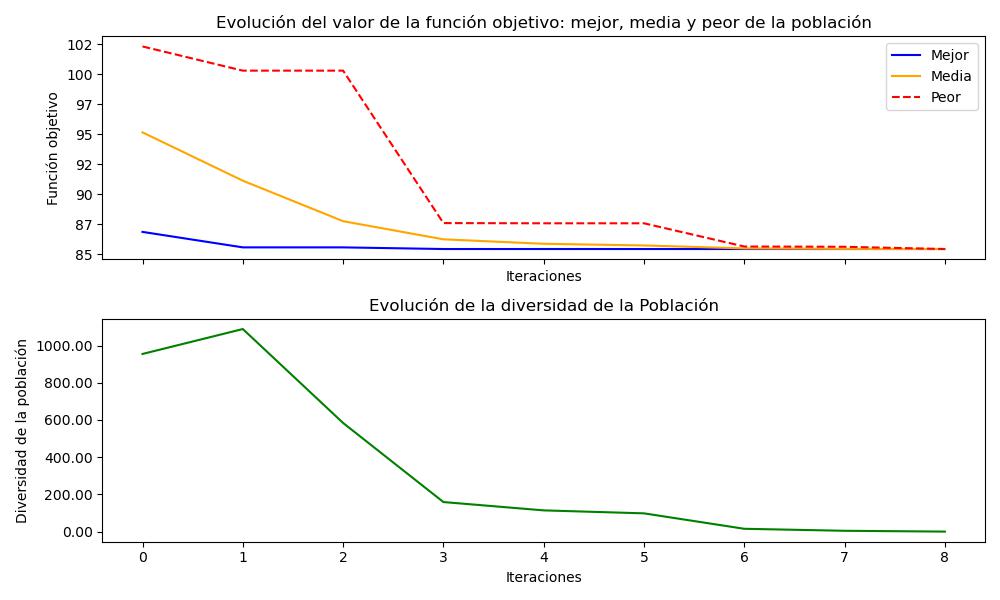 Evolución del valor de la función objetivo: mejor, media y peor de la población
Función objetivo
102
100
97
95
92
90
87
85
Mejor
Media
Peor
Iteraciones
Evolución de la diversidad de la Población
Diversidad de la población
1000.00
800.00
600.00
400.00
200.00
0.00
0 1 2 3 4 5 6 7 8
Iteraciones